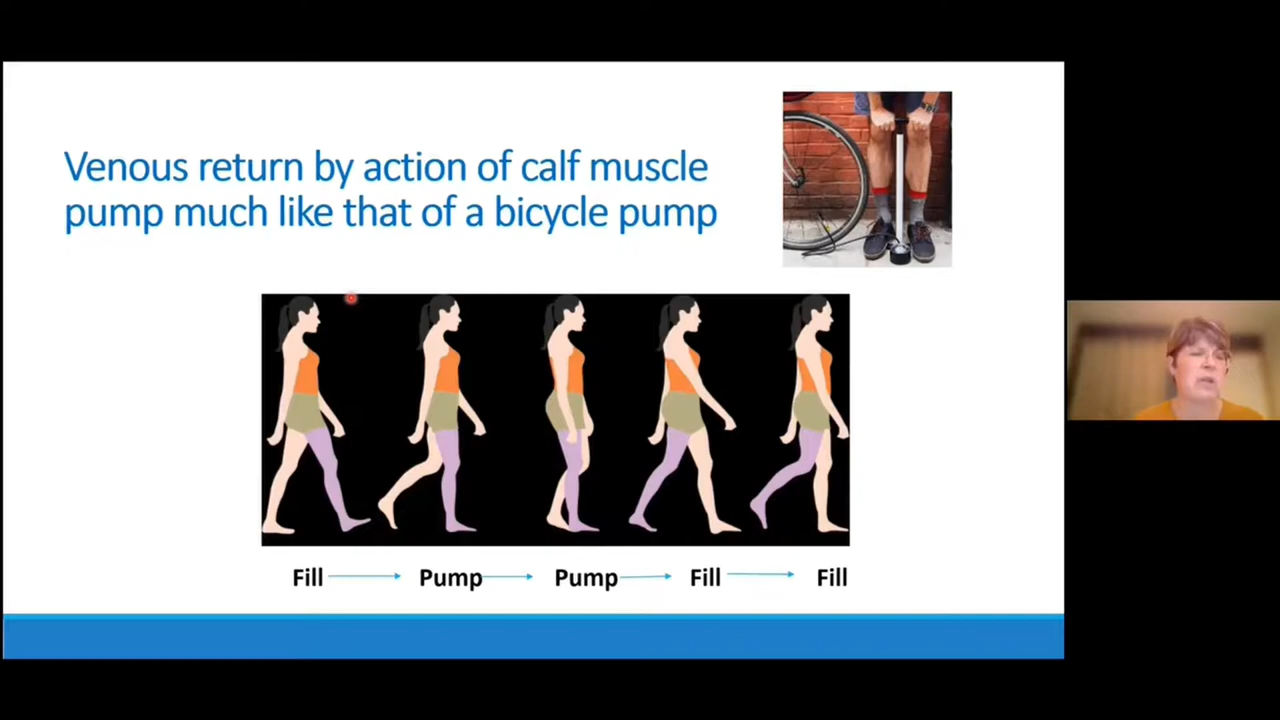 Venous return by action of calf muscle
pump much like that of a bicycle pump
Fill Pump Pump Fill Fill